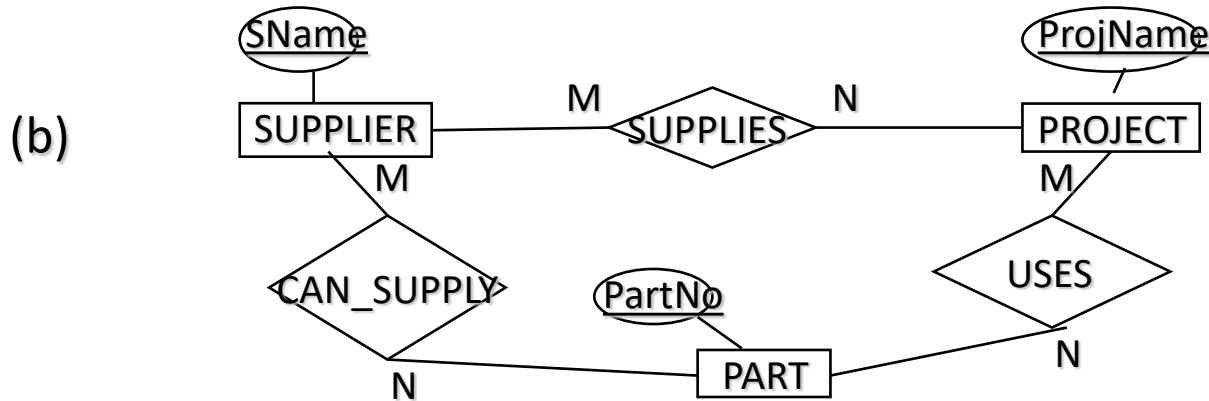 SName
ProjName
M
N
(b)
SUPPLIER
SUPPLIES
PROJECT
M
M
CAN_SUPPLY
PartNo
USES
N
PART
N